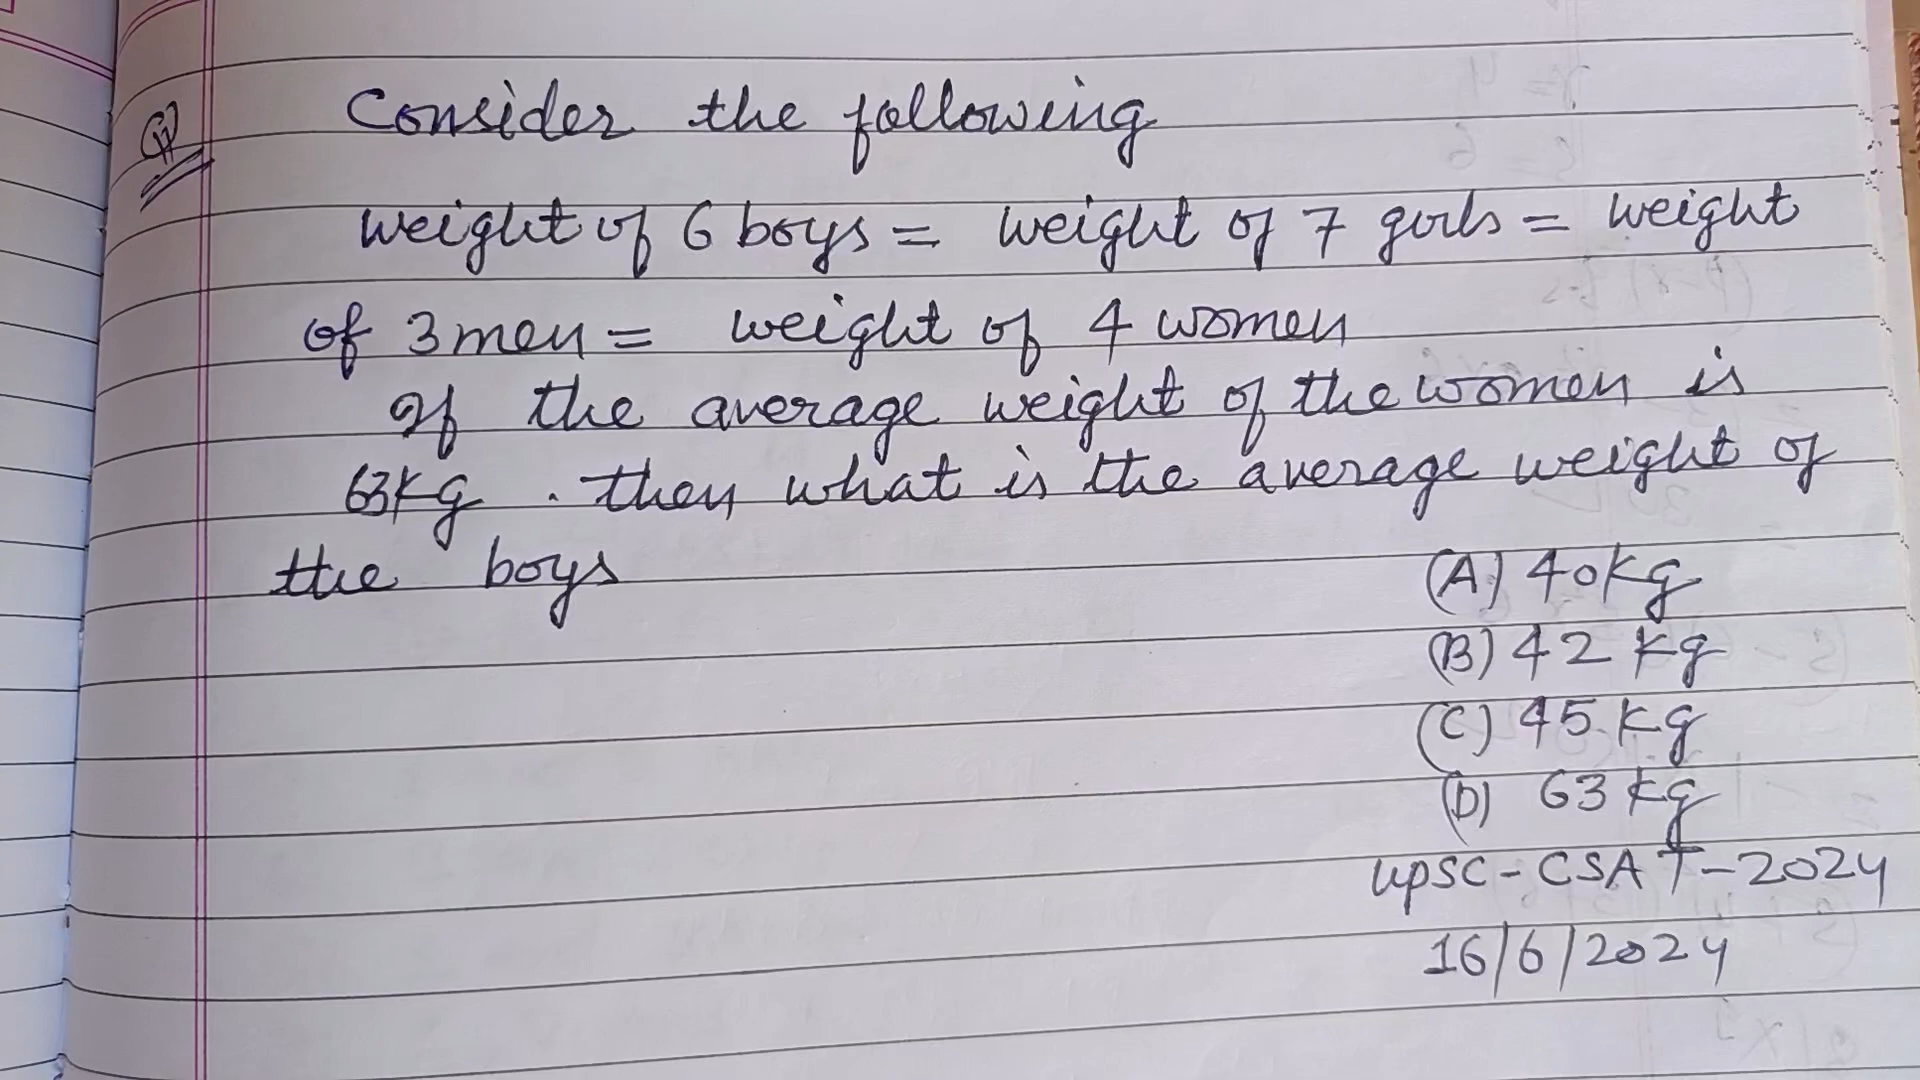 Q)
Consider the following
weight of 6 boys = weight of 7 girls = weight
of 3 men = weight of 4 women
If the average weight of the women is
63kg. then what is the average weight of
the boys
(A) 40kg
(B) 42 kg
(C) 45 kg
(D) 63 kg
UPSC-CSAT-2024
16/6/2024